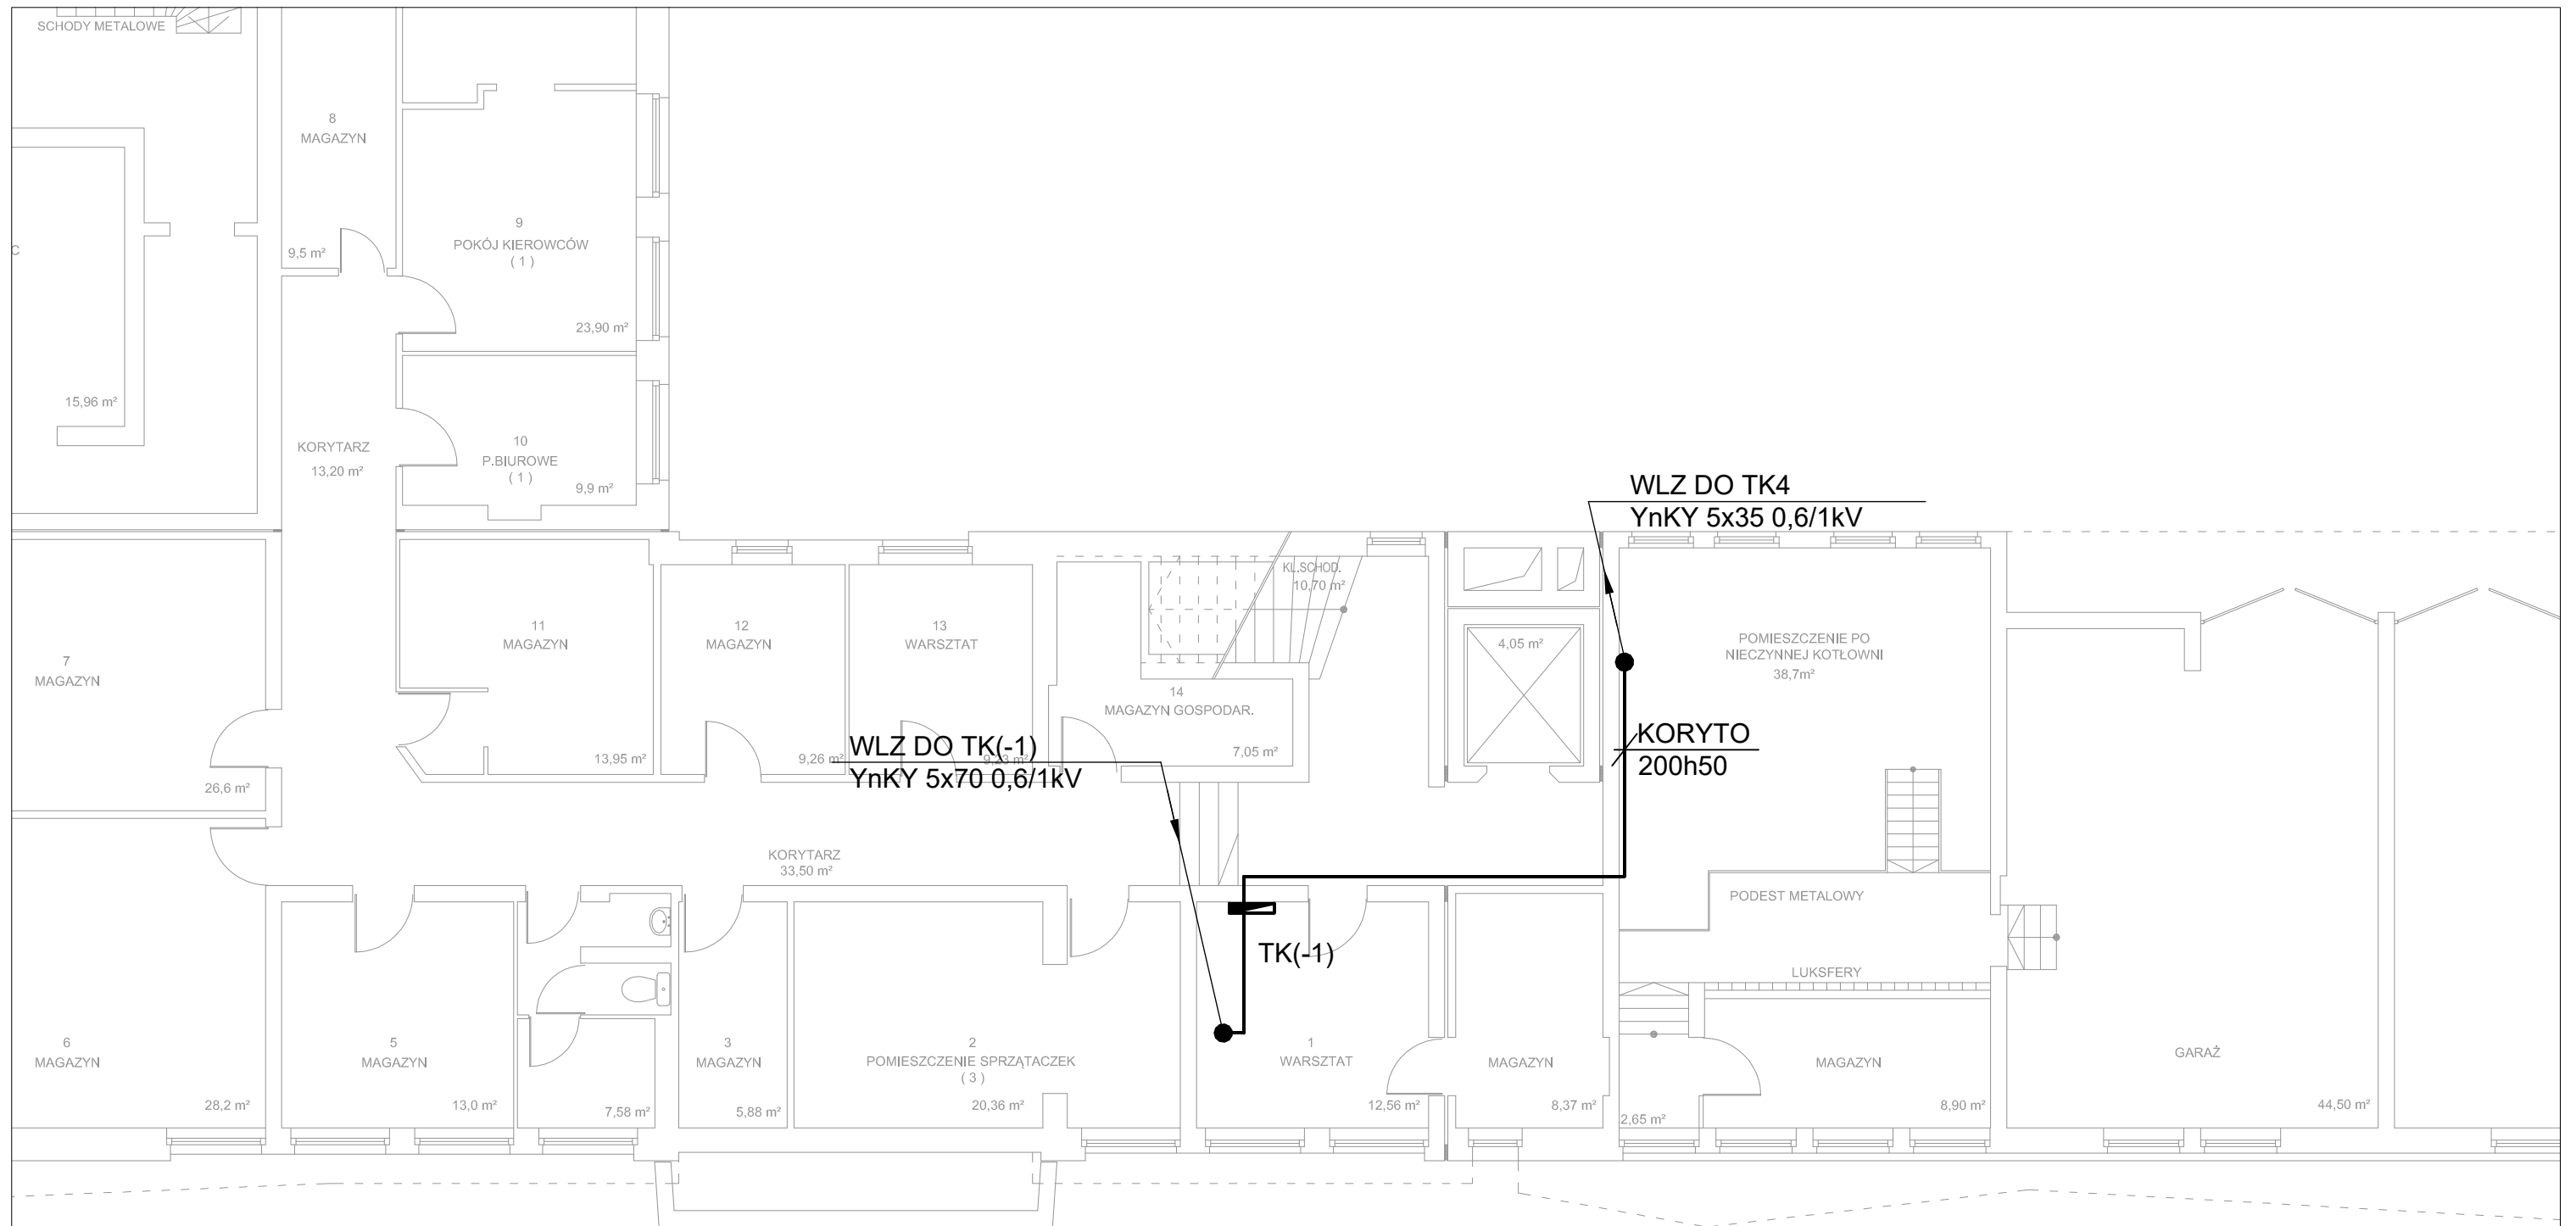 SCHODY METALOWE
8
MAGAZYN
9,5 m²
9
POKÓJ KIEROWCÓW
( 1 )
23,90 m²
C
15,96 m²
KORYTARZ
13,20 m²
10
P.BIUROWE
( 1 )
9,9 m²
WLZ DO TK4
YnKY 5x35 0,6/1kV
KL.SCHOD.
10,70 m²
7
MAGAZYN
26,6 m²
11
MAGAZYN
13,95 m²
12
MAGAZYN
9,26 m²
13
WARSZTAT
9,23 m²
14
MAGAZYN GOSPODAR.
7,05 m²
4,05 m²
POMIESZCZENIE PO
NIECZYNNEJ KOTŁOWNI
38,7m²
WLZ DO TK(-1)
YnKY 5x70 0,6/1kV
KORYTO
200h50
KORYTARZ
33,50 m²
PODEST METALOWY
TK(-1)
LUKSFERY
6
MAGAZYN
28,2 m²
5
MAGAZYN
13,0 m²
7,58 m²
3
MAGAZYN
5,88 m²
2
POMIESZCZENIE SPRZĄTACZEK
( 3 )
20,36 m²
1
WARSZTAT
12,56 m²
MAGAZYN
8,37 m²
2,65 m²
MAGAZYN
8,90 m²
GARAŻ
44,50 m²